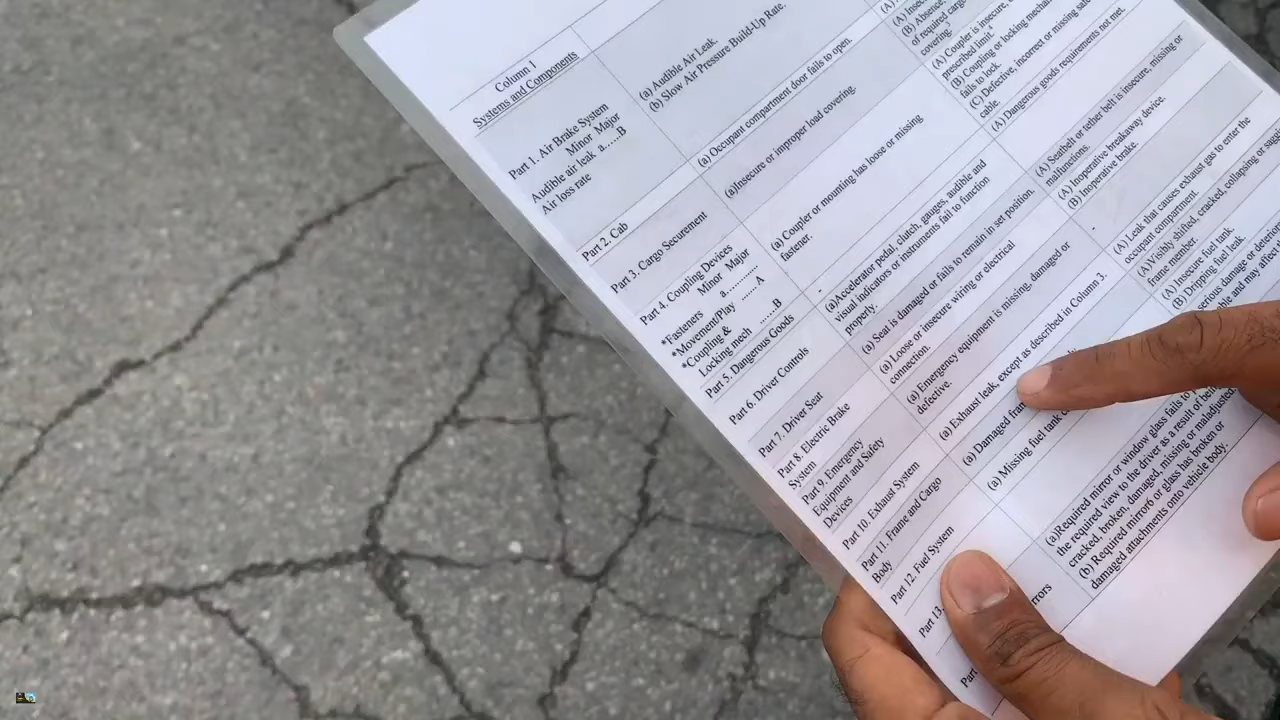 Column 1
Systems and Components
Part 1. Air Brake System
Minor Major
Audible air leak a......B
Air loss rate
(a) Audible Air Leak.
(b) Slow Air Pressure Build-Up Rate.
Part 2. Cab
(a) Occupant compartment door fails to open.
(B) Absence,
of required cargo
covering.
Part 3. Cargo Securement
(a)Insecure or improper load covering.
(A) Coupler is insecure,
prescribed limit.
(B) Coupling or locking
fails to lock.
(C) Defective, incorrect or missing
cable.
Part 4. Coupling Devices
Minor Major
*Fasteners a...........
*Movement/Play .......A
*Coupling &
Locking mech ......B
(a) Coupler or mounting has loose or missing
fastener.
(A) Dangerous goods requirements not met.
Part 5. Dangerous Goods
-
Part 6. Driver Controls
(a)Accelerator pedal, clutch, gauges, audible and
visual indicators or instruments fail to function
properly.
Part 7. Driver Seat
(a) Seat is damaged or fails to remain in set position.
(A) Seatbelt or tether belt is insecure, missing or
malfunctions.
Part 8. Electric Brake
System
(a) Loose or insecure wiring or electrical
connection.
(A) Inoperative breakaway device.
(B) Inoperative brake.
Part 9. Emergency
Equipment and Safety
Devices
(a) Emergency equipment is missing, damaged or
defective.
-
Part 10. Exhaust System
(a) Exhaust leak, except as described in Column 3.
(A) Leak that causes exhaust gas to enter the
occupant compartment.
Part 11. Frame and Cargo
Body
(a) Damaged
(A) Visibly shifted, cracked, collapsing or
frame member.
Part 12. Fuel System
(a) Missing fuel tank
(A) Insecure fuel tank.
(B) Dripping fuel leak.
Part 13.
(a)Required mirror or window glass fails to
the required view to the driver as a result of
cracked, broken, damaged, missing or maladjusted
(b) Required mirror6 or glass has broken or
damaged attachments onto vehicle body.
serious damage or
and may